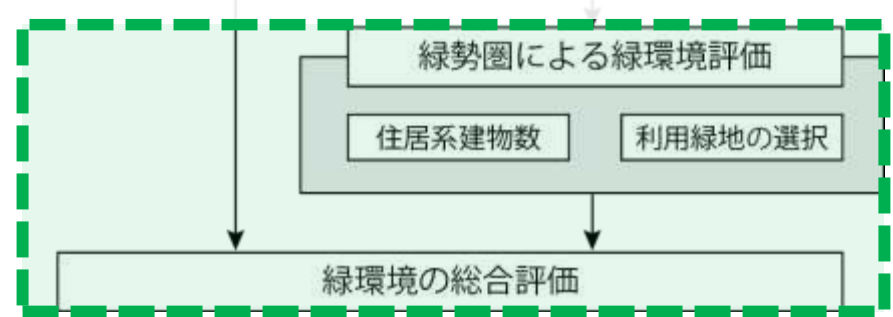 緑勢圏による緑環境評価
住居系建物数
利用緑地の選択
緑環境の総合評価